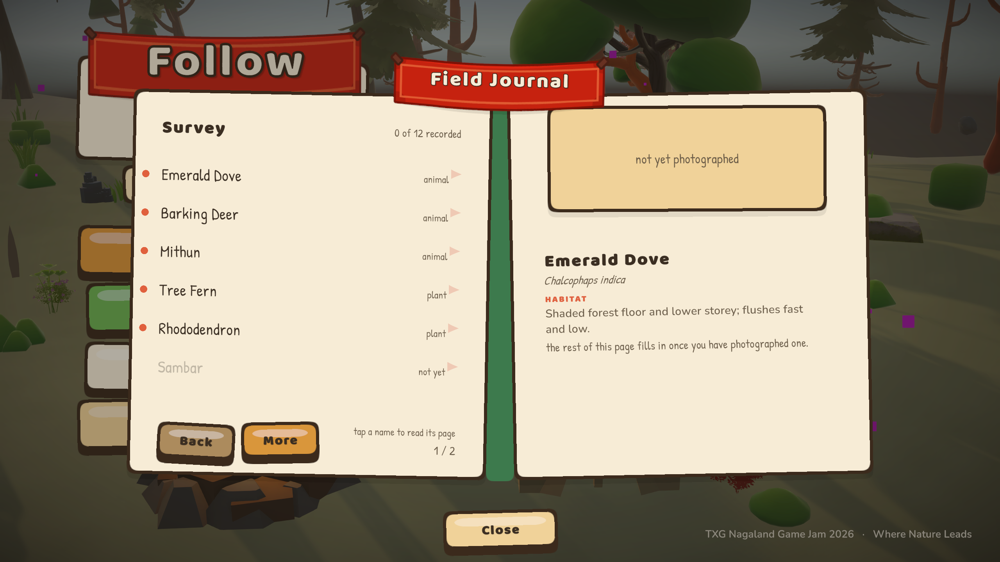 Follow
Field Journal
Survey
0 of 12 recorded
Emerald Dove
animal
Barking Deer
animal
Mithun
animal
Tree Fern
plant
Rhododendron
plant
Sambar
not yet
Back
More
tap a name to read its page
1 / 2
not yet photographed
Emerald Dove
Chalcophaps indica
HABITAT
Shaded forest floor and lower storey; flushes fast
and low.
the rest of this page fills in once you have photographed one.
Close
TXG Nagaland Game Jam 2026 · Where Nature Leads